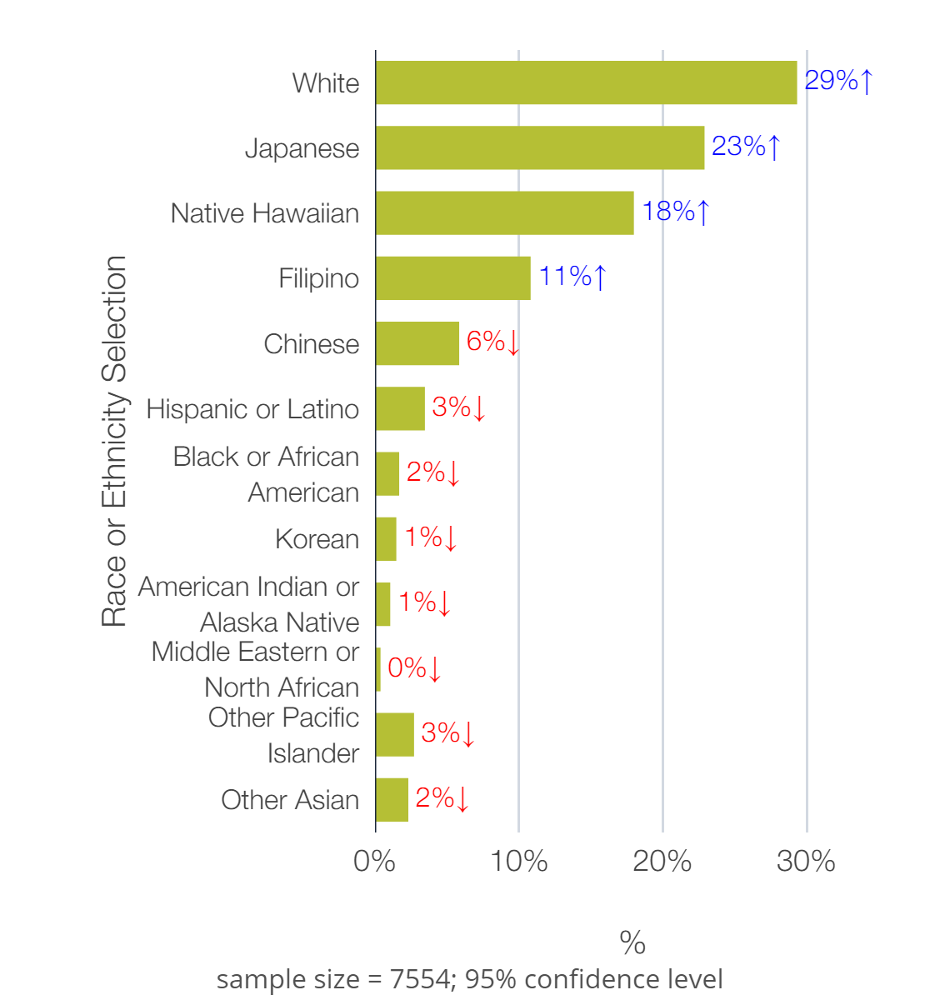 White
29%↑
Japanese
23%↑
Native Hawaiian
18%↑
Filipino
11%↑
Chinese
6%↓
Hispanic or Latino
3%↓
Black or African
American
2%↓
Korean
1%↓
American Indian or
Alaska Native
1%↓
Middle Eastern or
North African
0%↓
Other Pacific
Islander
3%↓
Other Asian
2%↓
Race or Ethnicity Selection
0%
10%
20%
30%
%
sample size = 7554; 95% confidence level